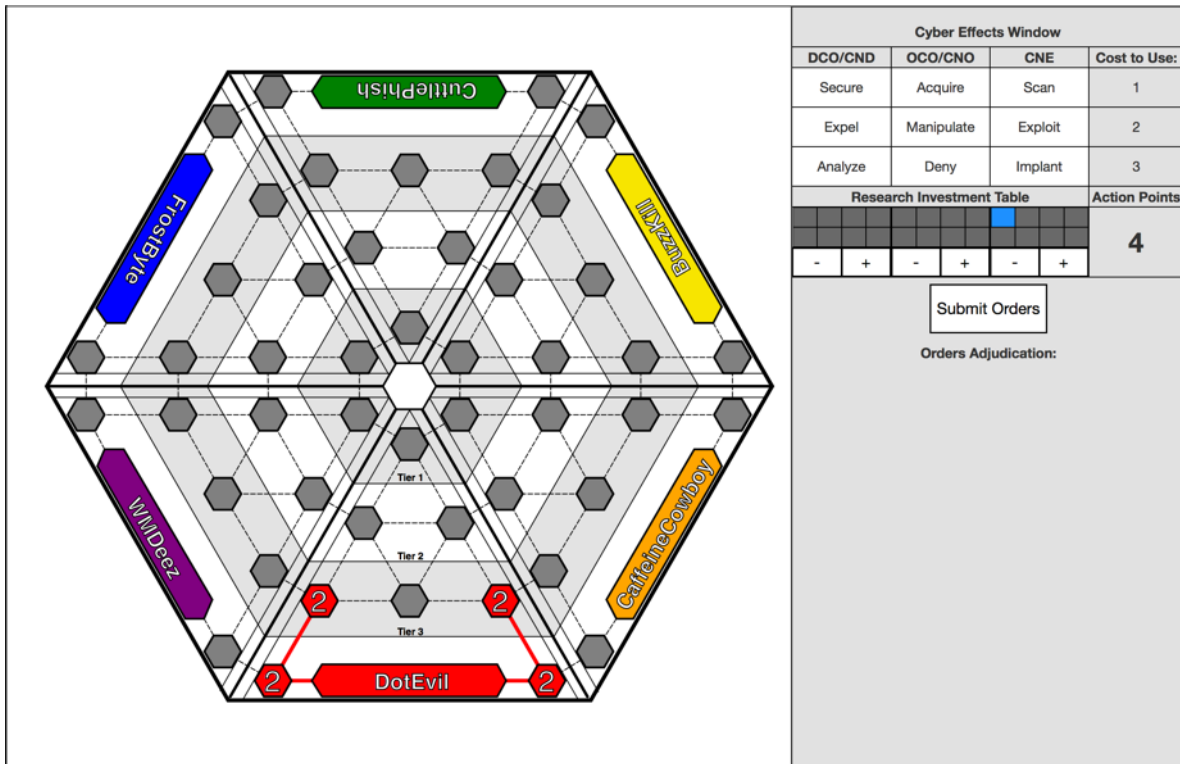 CuttlePhish
FrostByte
BuzzKill
WMDeez
CaffeineCowboy
Tier 1
Tier 2
2 2
Tier 3
2 DotEvil 2
Cyber Effects Window
DCO/CND OCO/CNO CNE Cost to Use:
Secure Acquire Scan 1
Expel Manipulate Exploit 2
Analyze Deny Implant 3
Research Investment Table Action Points
4
- + - + - +
Submit Orders
Orders Adjudication: